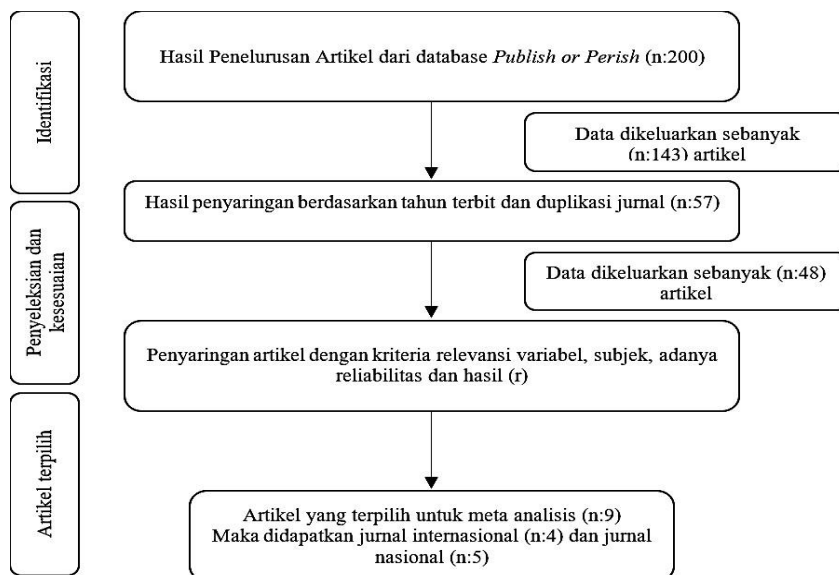 Identifikasi
Hasil Penelurusan Artikel dari database Publish or Perish (n:200)
Data dikeluarkan sebanyak
(n:143) artikel
Hasil penyaringan berdasarkan tahun terbit dan duplikasi jurnal (n:57)
Penyeleksian dan
kesesuaian
Data dikeluarkan sebanyak (n:48)
artikel
Penyaringan artikel dengan kriteria relevansi variabel, subjek, adanya
reliabilitas dan hasil (r)
Artikel terpilih
Artikel yang terpilih untuk meta analisis (n:9)
Maka didapatkan jurnal internasional (n:4) dan jurnal
nasional (n:5)